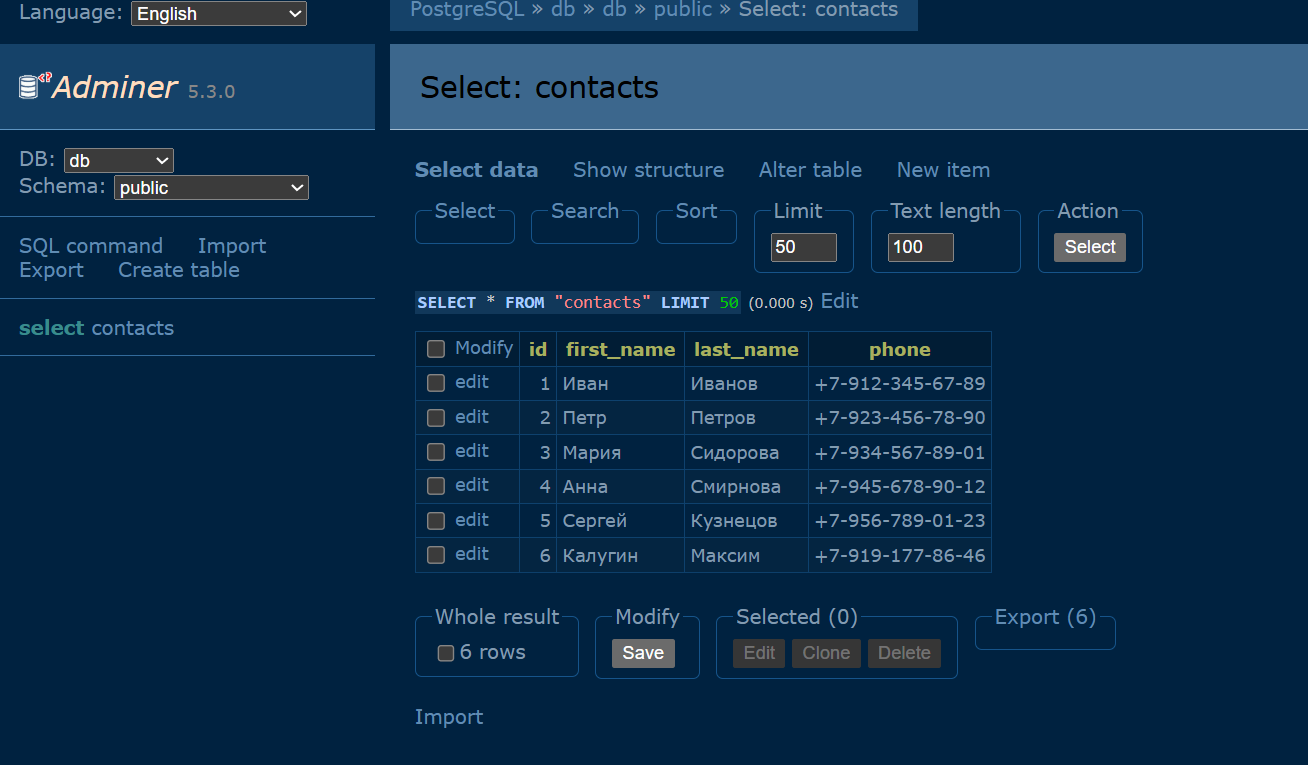 Language: English
PostgreSQL » db » db » public » Select: contacts
Adminer 5.3.0
Select: contacts
DB: db
Schema: public
SQL command Import
Export Create table
select contacts
Select data Show structure Alter table New item
Select Search Sort Limit Text length Action
50 100 Select
SELECT * FROM "contacts" LIMIT 50 (0.000 s) Edit
Modify id first_name last_name phone
edit 1 Иван Иванов +7-912-345-67-89
edit 2 Петр Петров +7-923-456-78-90
edit 3 Мария Сидорова +7-934-567-89-01
edit 4 Анна Смирнова +7-945-678-90-12
edit 5 Сергей Кузнецов +7-956-789-01-23
edit 6 Калугин Максим +7-919-177-86-46
Whole result Modify Selected (0) Export (6)
6 rows Save Edit Clone Delete
Import